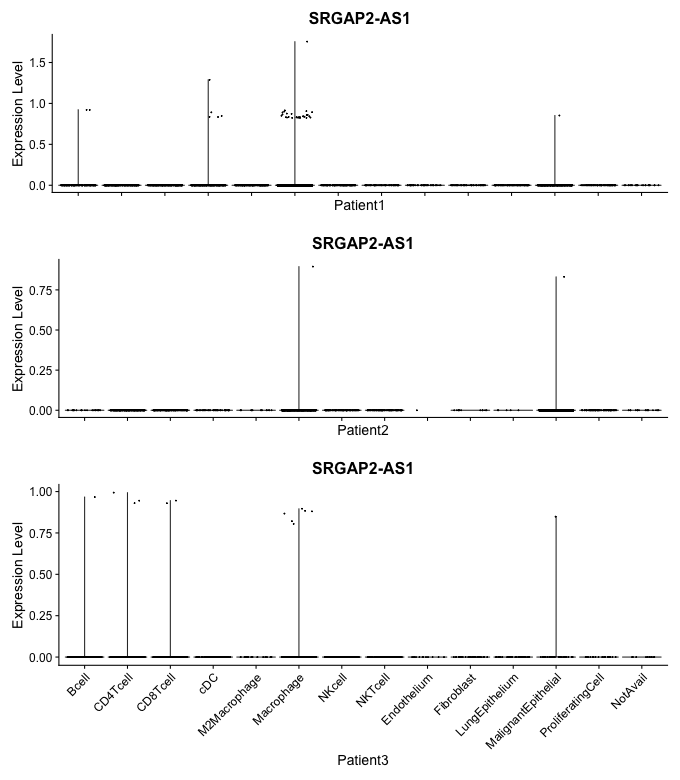 SRGAP2-AS1
Expression Level
1.5
1.0
0.5
0.0
Patient1
SRGAP2-AS1
Expression Level
0.75
0.50
0.25
0.00
Patient2
SRGAP2-AS1
Expression Level
1.00
0.75
0.50
0.25
0.00
Bcell
CD4Tcell
CD8Tcell
cDC
M2Macrophage
Macrophage
NKcell
NKTcell
Endothelium
Fibroblast
LungEpithelium
MalignantEpithelial
ProliferatingCell
NotAvail
Patient3